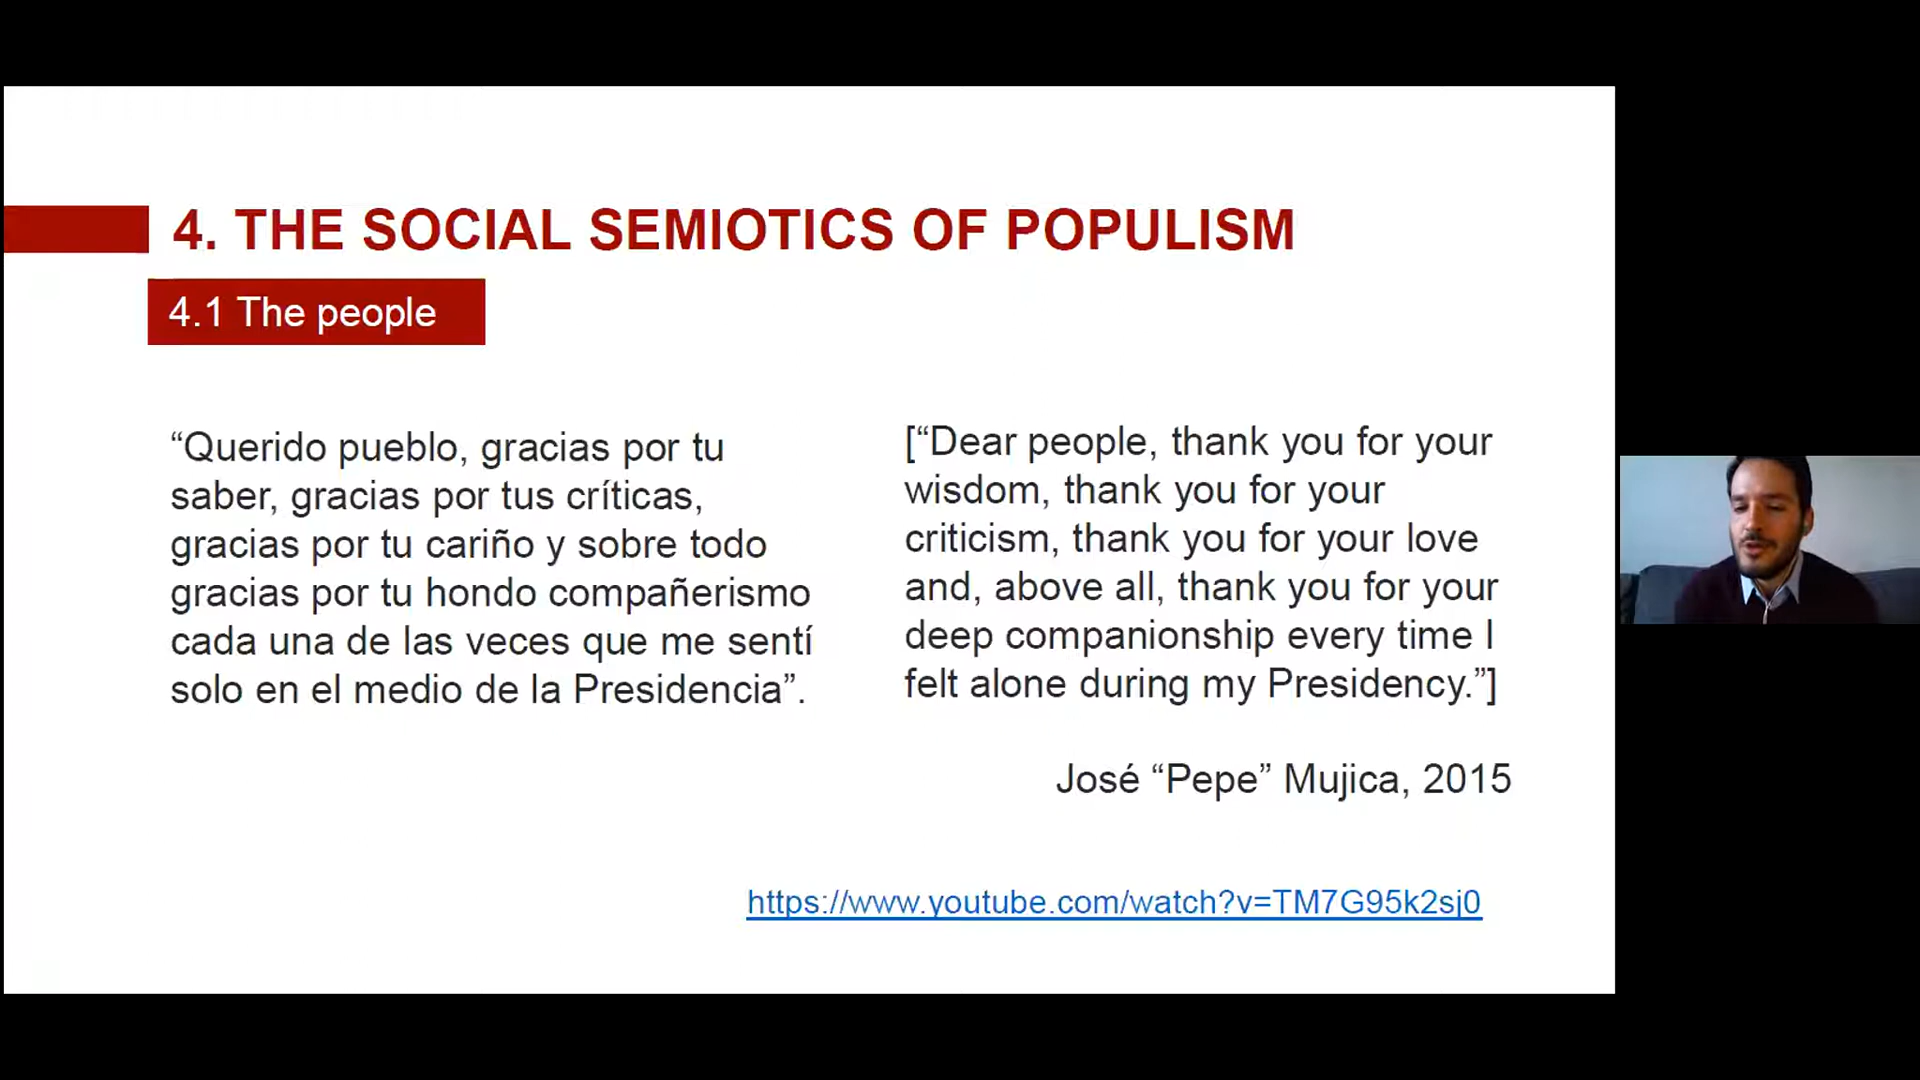 4. THE SOCIAL SEMIOTICS OF POPULISM
4.1 The people
“Querido pueblo, gracias por tu
saber, gracias por tus críticas,
gracias por tu cariño y sobre todo
gracias por tu hondo compañerismo
cada una de las veces que me sentí
solo en el medio de la Presidencia”.
[“Dear people, thank you for your
wisdom, thank you for your
criticism, thank you for your love
and, above all, thank you for your
deep companionship every time I
felt alone during my Presidency.”]
José “Pepe” Mujica, 2015
https://www.youtube.com/watch?v=TM7G95k2sj0